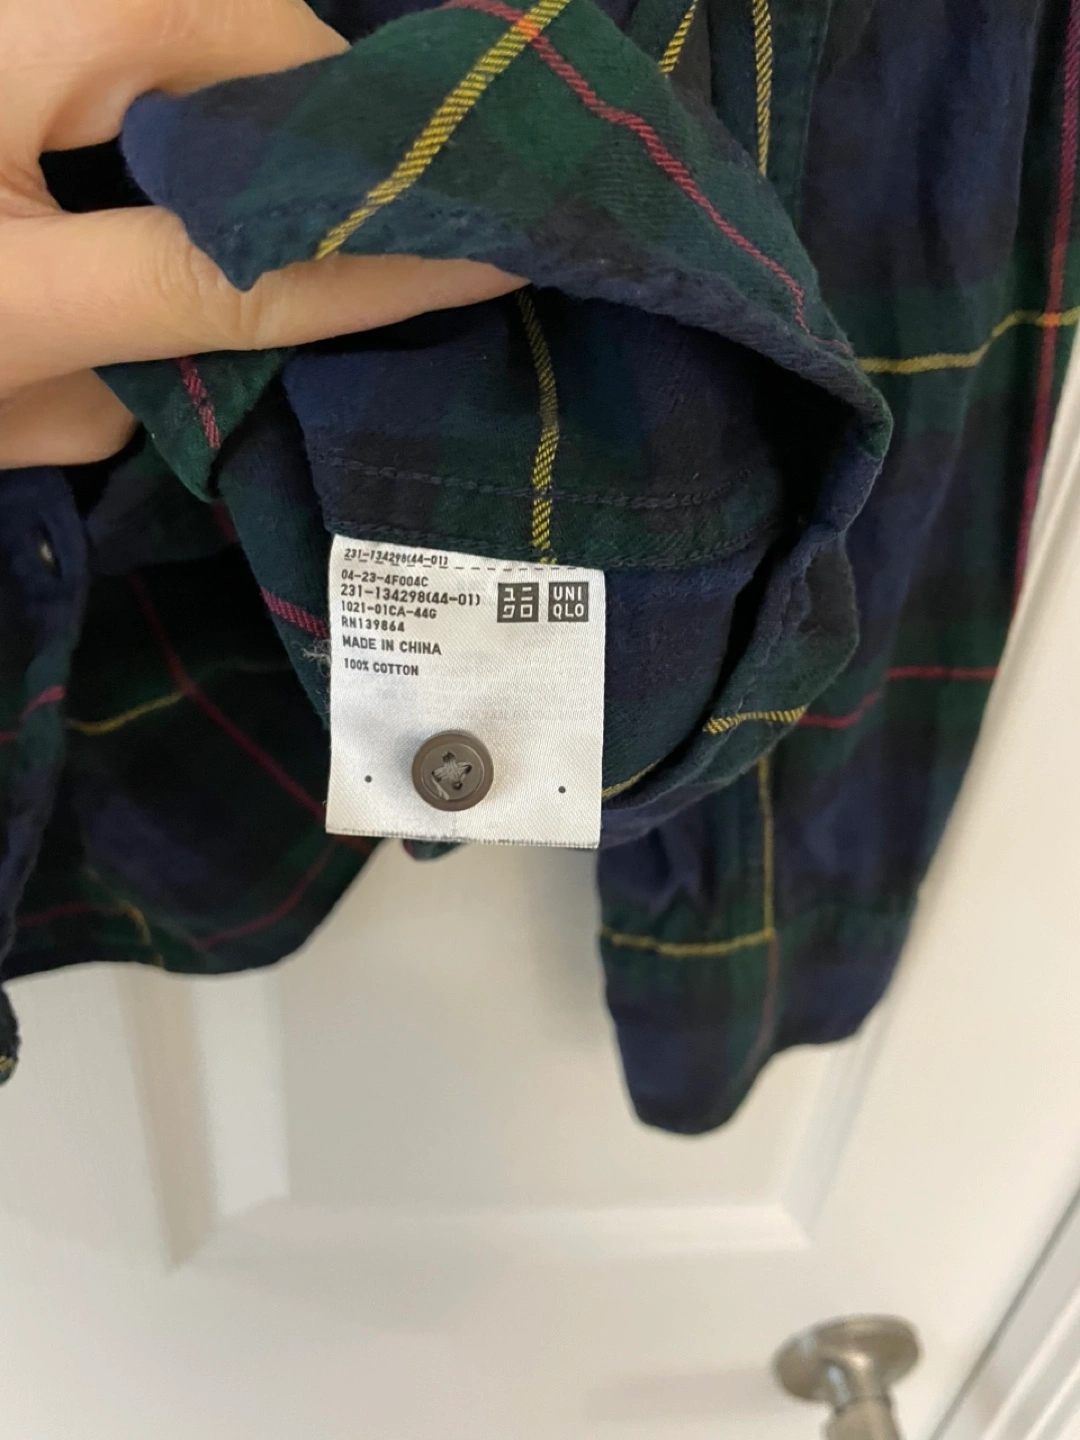 231-134298(44-01)
04-23-4F004C
231-134298(44-01)
1021-01CA-44G
RN139864
MADE IN CHINA
100% COTTON
ユニ
クロ
UNI
QLO